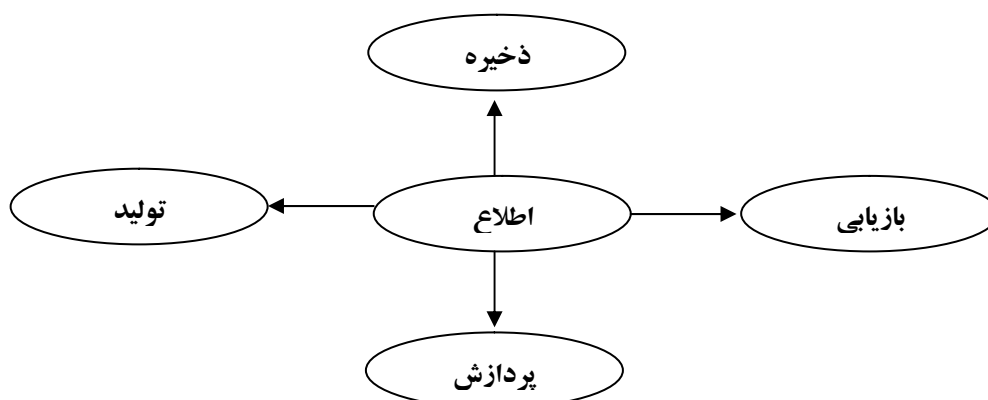 ذخیره
بازیابی
اطلاع
تولید
پردازش